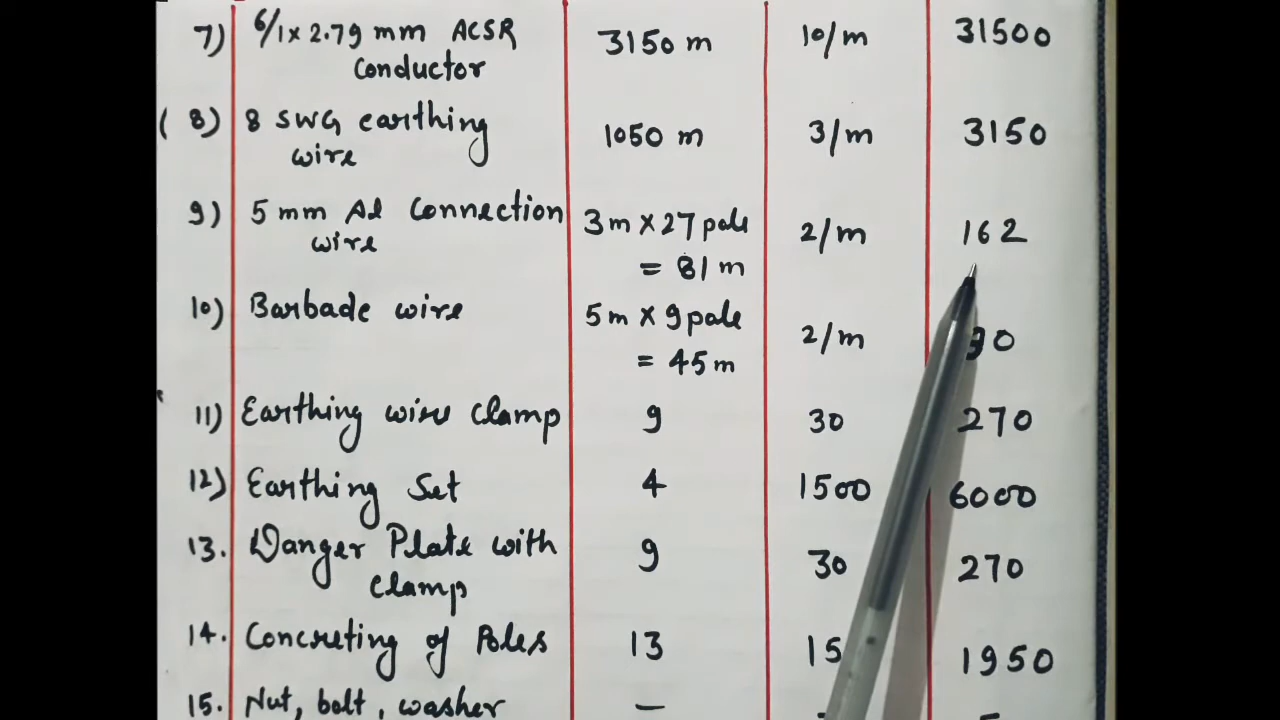 7) 6/1 x 2.79 mm ACSR 3150 m 10/m 31500
Conductor
(8) 8 SWG earthing 1050 m 3/m 3150
wire
9) 5 mm Al Connection 3m x 27 pole 2/m 162
wire = 81 m
10) Barbade wire 5m x 9 pole 2/m 90
= 45 m
11) Earthing wire Clamp 9 30 270
12) Earthing Set 4 1500 6000
13. Danger Plate with 9 30 270
Clamp
14. Concreting of Poles 13 15 1950
15. Nut, bolt, washer —